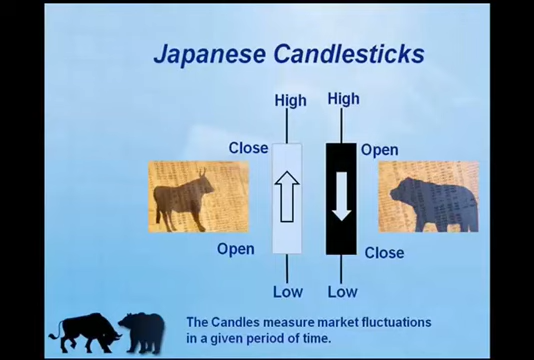 Japanese Candlesticks
High High
Close Open
Open Close
Low Low
The Candles measure market fluctuations
in a given period of time.